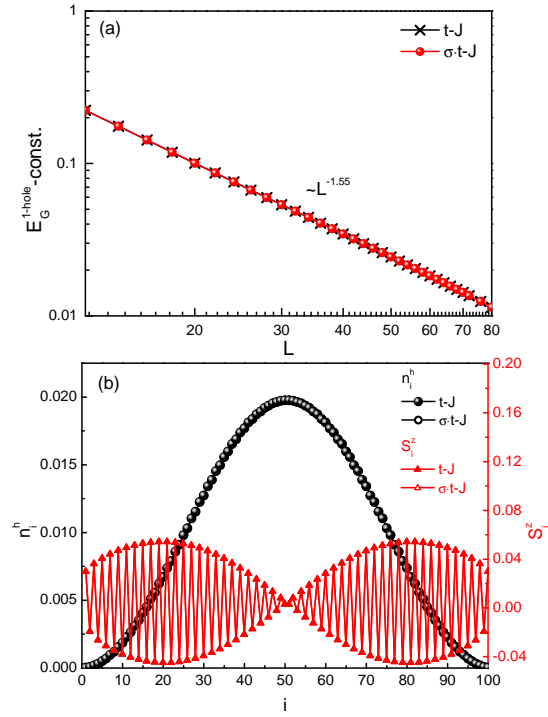 (a)
t-J
σ·t-J
E_G^{1-hole}-const.
1
0.1
0.01
~L^{-1.55}
20 30 40 50 60 70 80
L
(b)
n_i^h
t-J
σ·t-J
S_i^z
t-J
σ·t-J
n_i^h
0.020
0.015
0.010
0.005
0.000
0.20
0.16
0.12
0.08
0.04
0.00
-0.04
S_i^z
0 10 20 30 40 50 60 70 80 90 100
i